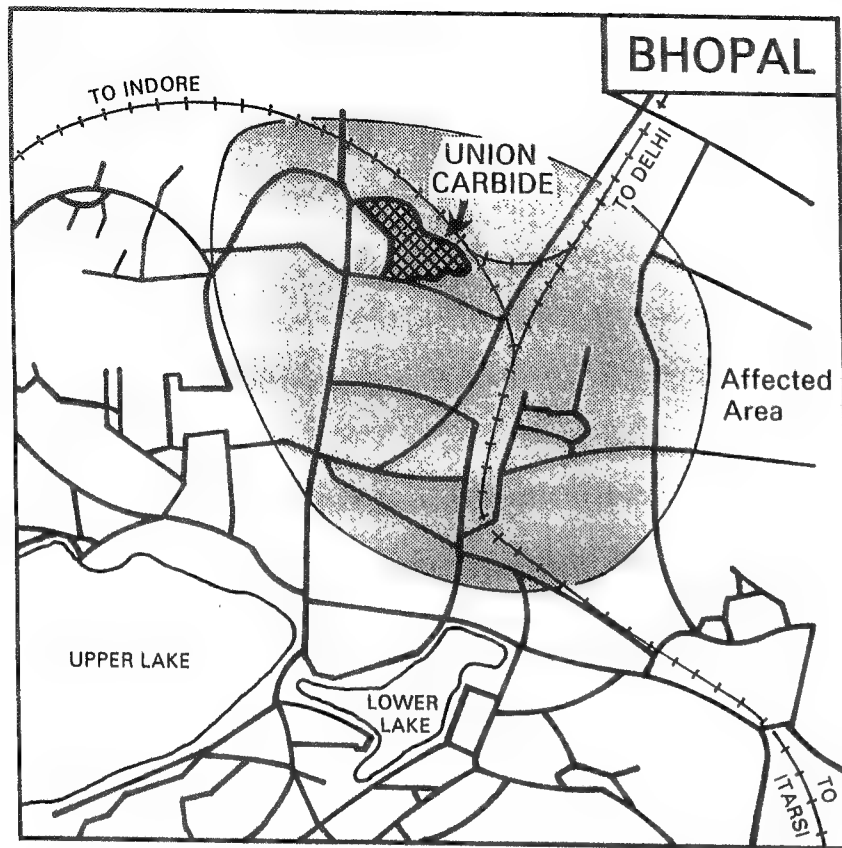 BHOPAL
TO INDORE
UNION
CARBIDE
TO DELHI
Affected
Area
UPPER LAKE
LOWER
LAKE
TO
ITARSI